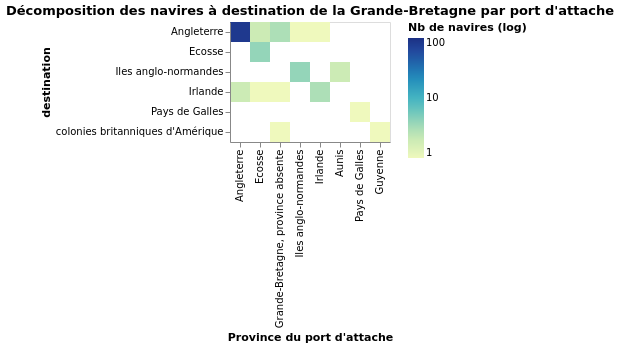 Décomposition des navires à destination de la Grande-Bretagne par port d'attache
Nb de navires (log)
100
10
1
destination
Angleterre
Ecosse
Iles anglo-normandes
Irlande
Pays de Galles
colonies britanniques d'Amérique
Angleterre
Ecosse
Grande-Bretagne, province absente
Iles anglo-normandes
Irlande
Aunis
Pays de Galles
Guyenne
Province du port d'attache